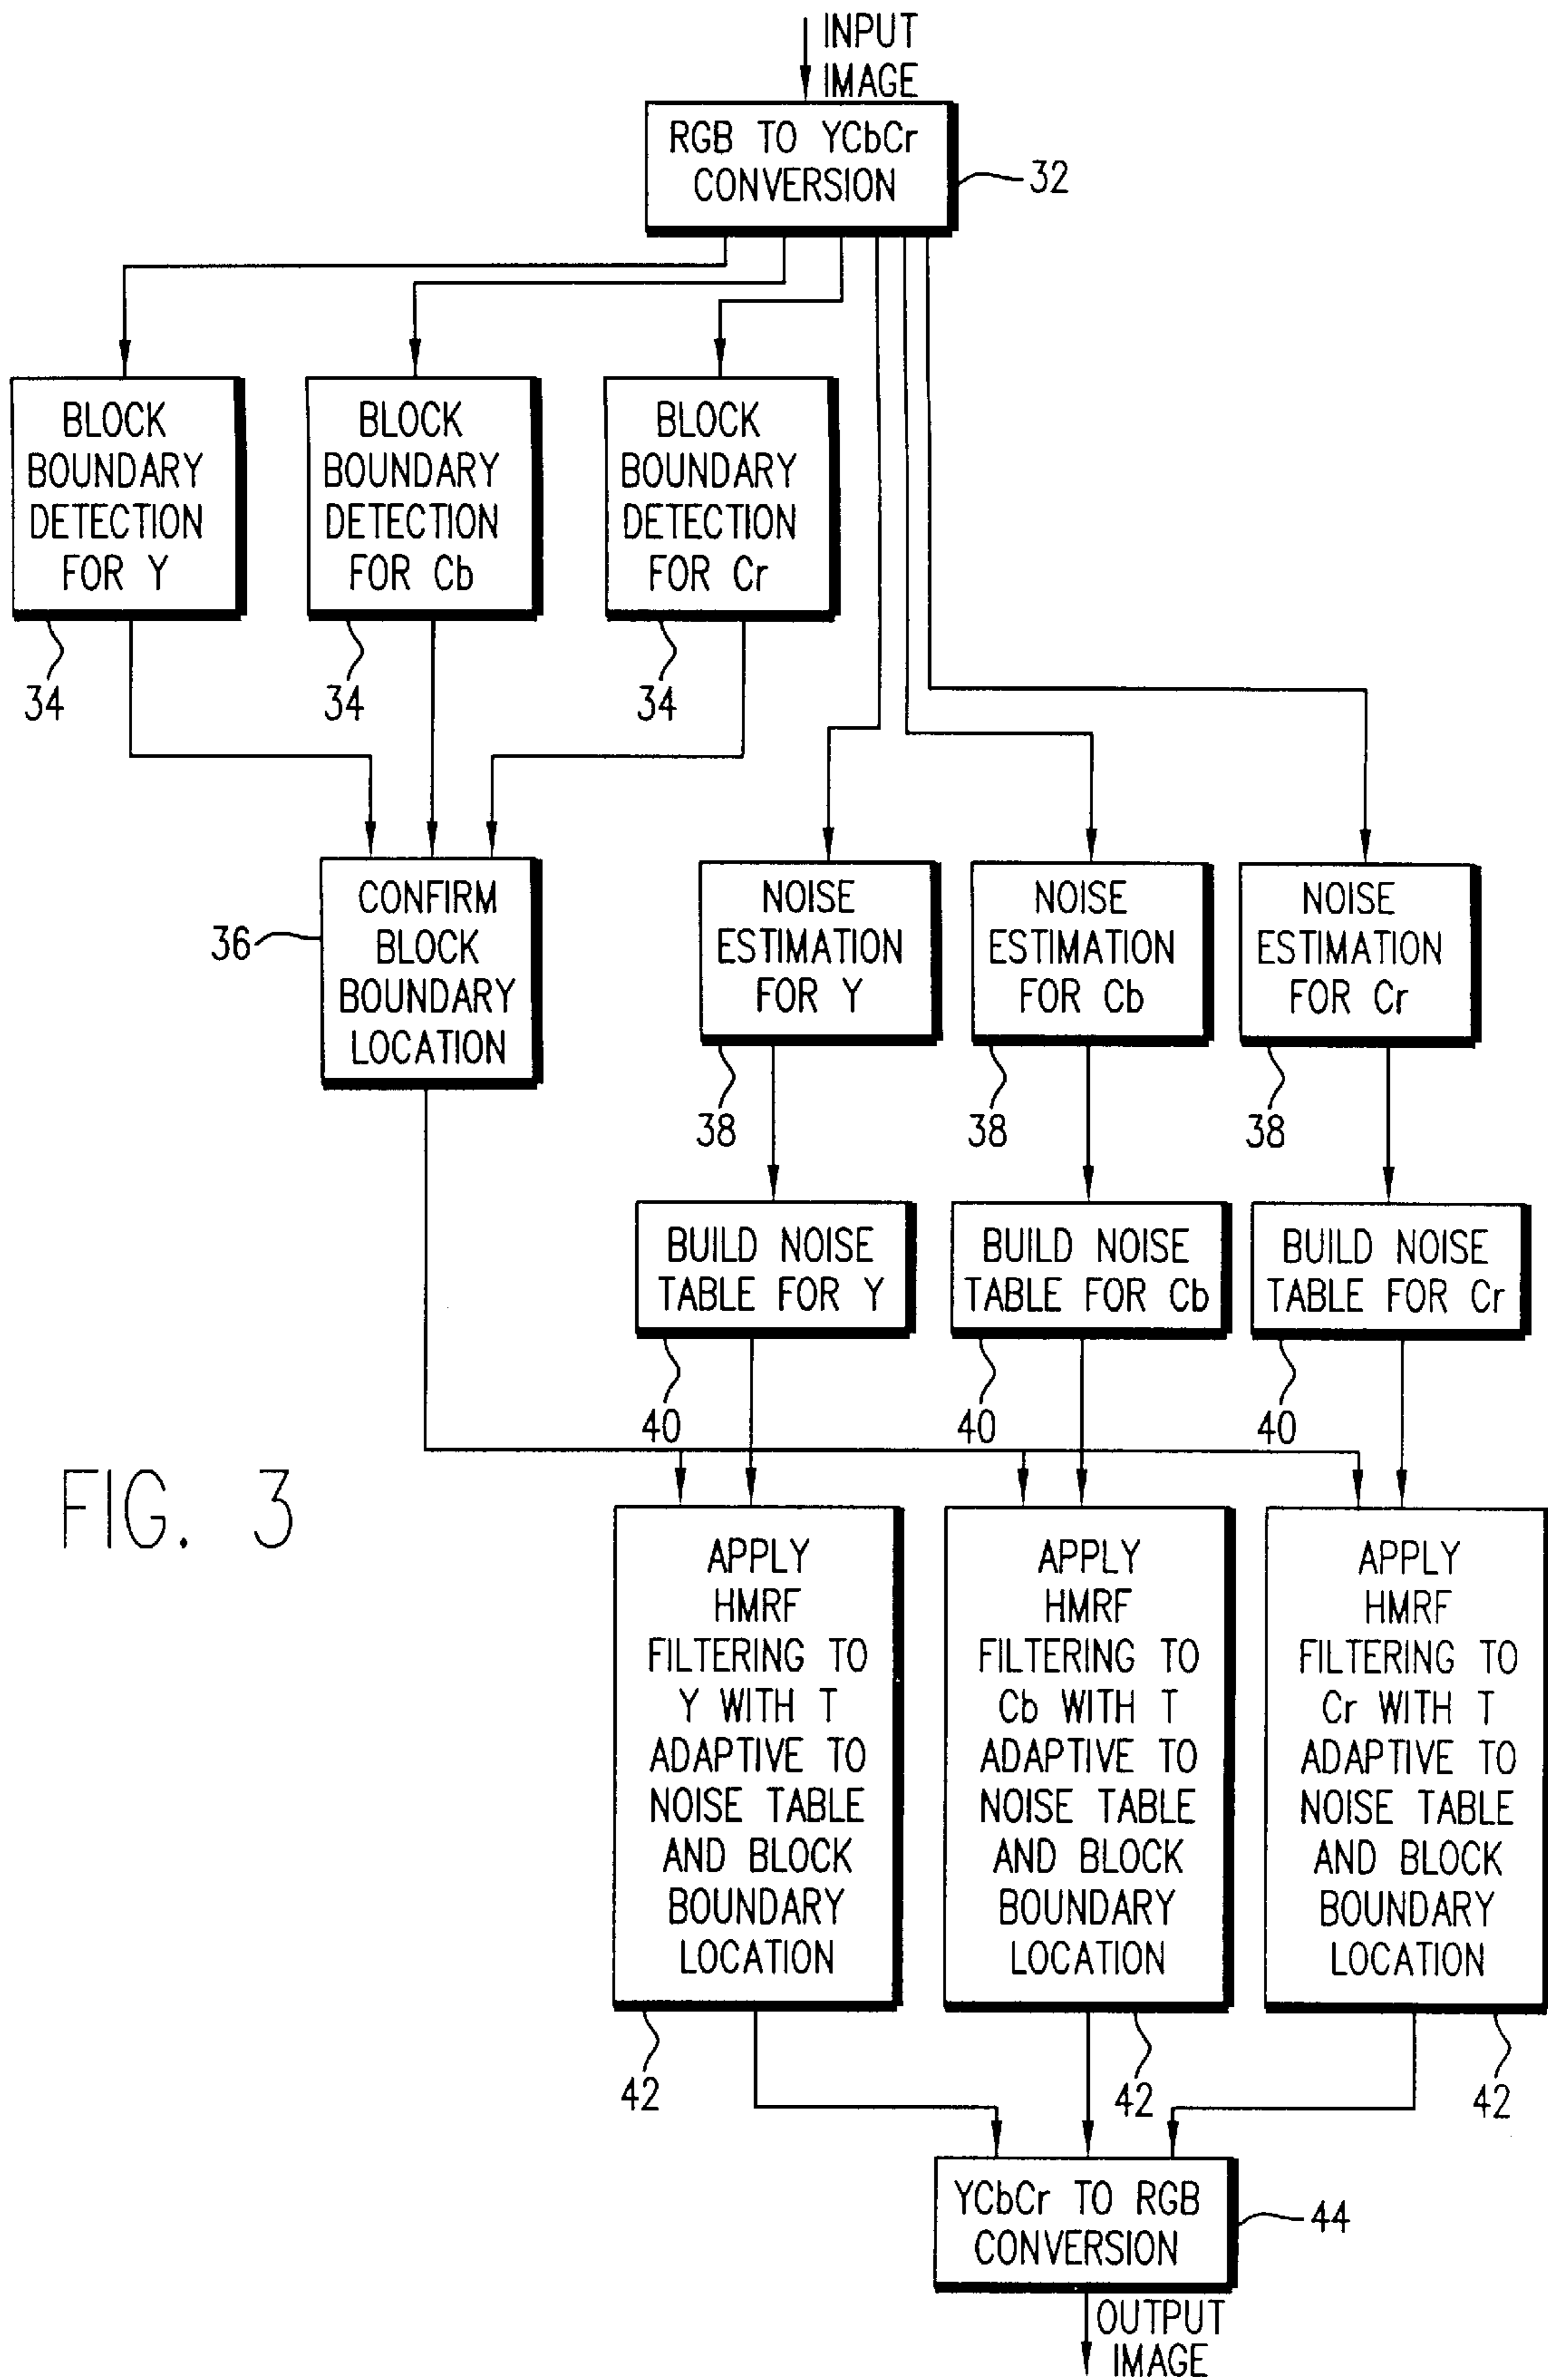 INPUT
IMAGE
RGB TO YCbCr
CONVERSION
32
BLOCK
BOUNDARY
DETECTION
FOR Y
34
BLOCK
BOUNDARY
DETECTION
FOR Cb
34
BLOCK
BOUNDARY
DETECTION
FOR Cr
34
CONFIRM
BLOCK
BOUNDARY
LOCATION
36
NOISE
ESTIMATION
FOR Y
38
NOISE
ESTIMATION
FOR Cb
38
NOISE
ESTIMATION
FOR Cr
38
BUILD NOISE
TABLE FOR Y
40
BUILD NOISE
TABLE FOR Cb
40
BUILD NOISE
TABLE FOR Cr
40
FIG. 3
APPLY
HMRF
FILTERING TO
Y WITH T
ADAPTIVE TO
NOISE TABLE
AND BLOCK
BOUNDARY
LOCATION
42
APPLY
HMRF
FILTERING TO
Cb WITH T
ADAPTIVE TO
NOISE TABLE
AND BLOCK
BOUNDARY
LOCATION
42
APPLY
HMRF
FILTERING TO
Cr WITH T
ADAPTIVE TO
NOISE TABLE
AND BLOCK
BOUNDARY
LOCATION
42
YCbCr TO RGB
CONVERSION
44
OUTPUT
IMAGE